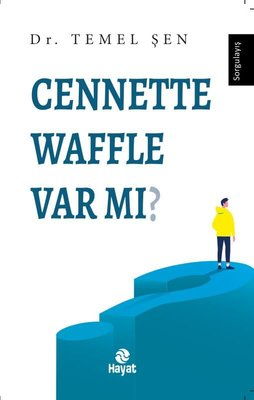 Dr. TEMEL ŞEN
Sorgulayış
CENNETTE
WAFFLE
VAR MI?
Hayat